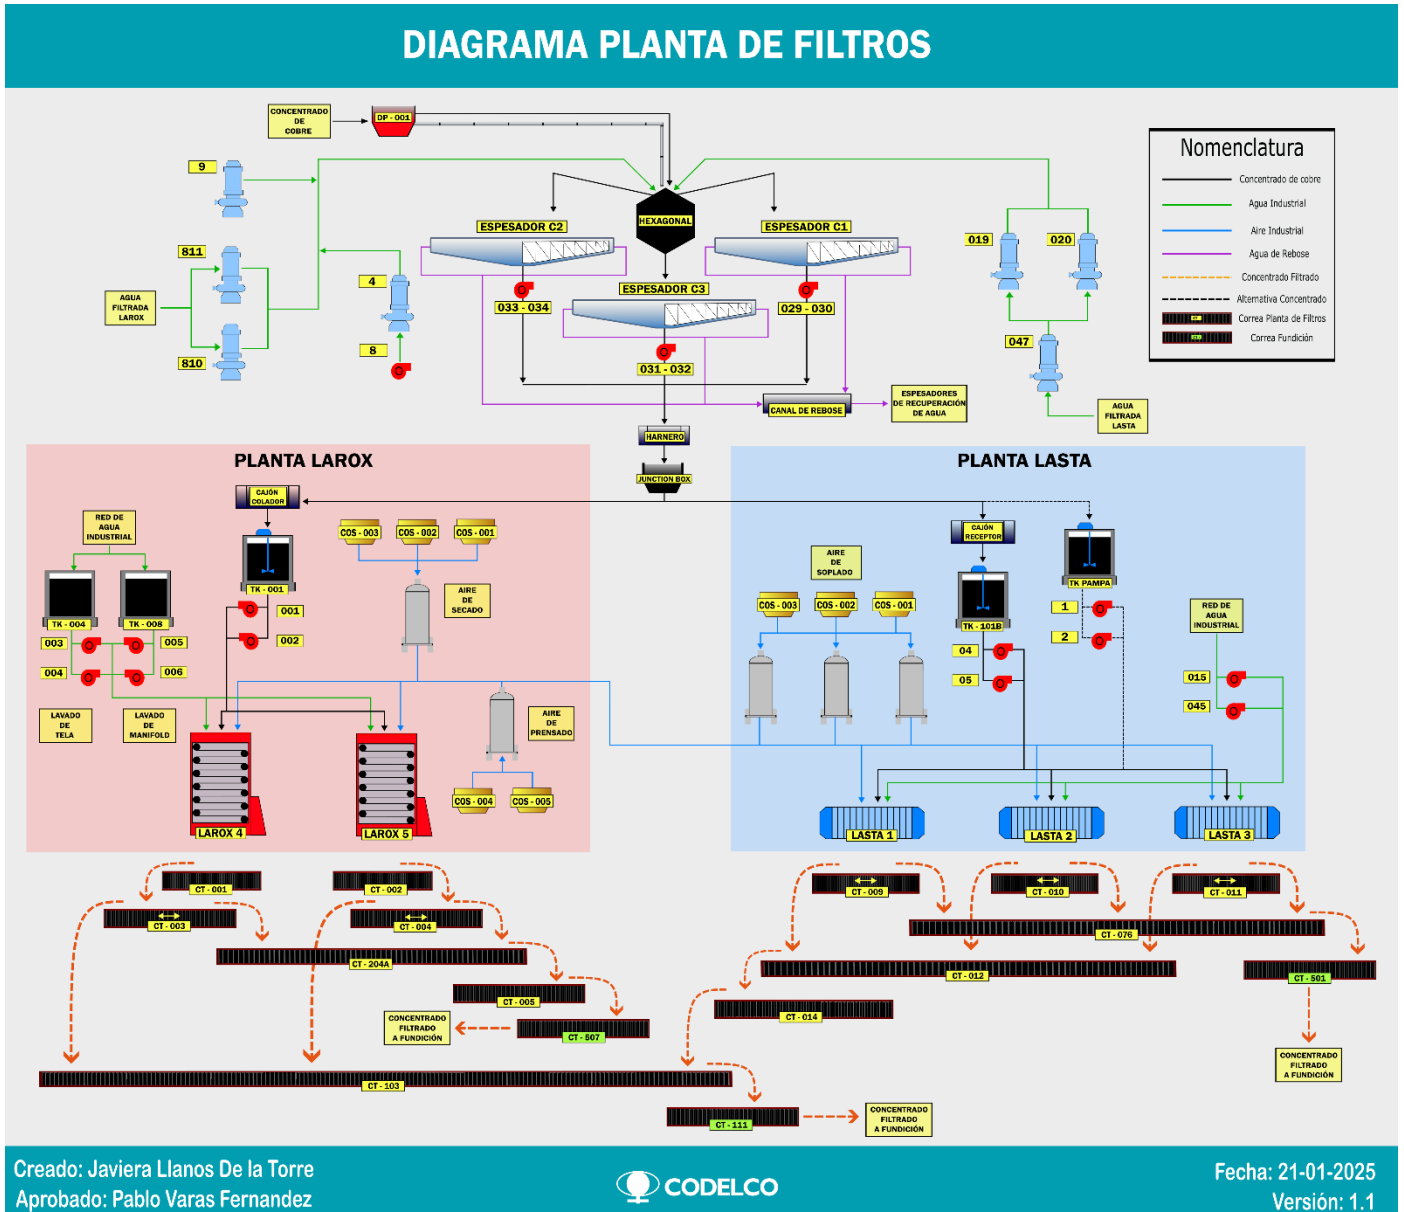 DIAGRAMA PLANTA DE FILTROS
CONCENTRADO
DE
COBRE
DP - 001
9
811
AGUA
FILTRADA
LAROX
810
4
8
HEXAGONAL
ESPESADOR C2
ESPESADOR C1
ESPESADOR C3
033 - 034
029 - 030
031 - 032
CANAL DE REBOSE
ESPESADORES
DE RECUPERACIÓN
DE AGUA
HARNERO
JUNCTION BOX
019
020
047
AGUA
FILTRADA
LASTA
Nomenclatura
Concentrado de cobre
Agua Industrial
Aire Industrial
Agua de Rebose
Concentrado Filtrado
Alternativa Concentrado
CT
Correa Planta de Filtros
Correa Fundición
PLANTA LAROX
CAJÓN
COLADOR
RED DE
AGUA
INDUSTRIAL
TK - 001
TK - 004
TK - 008
001
002
003
004
005
006
LAVADO
DE
TELA
LAVADO
DE
MANIFOLD
COS - 003
COS - 002
COS - 001
AIRE
DE
SECADO
AIRE
DE
PRENSADO
COS - 004
COS - 005
LAROX 4
LAROX 5
PLANTA LASTA
CAJÓN
RECEPTOR
AIRE
DE
SOPLADO
COS - 003
COS - 002
COS - 001
TK - 101B
TK PAMPA
04
05
1
2
RED DE
AGUA
INDUSTRIAL
015
045
LASTA 1
LASTA 2
LASTA 3
CT - 001
CT - 002
CT - 003
CT - 004
CT - 204A
CT - 005
CONCENTRADO
FILTRADO
A FUNDICIÓN
CT - 507
CT - 103
CT - 009
CT - 010
CT - 011
CT - 076
CT - 012
CT - 501
CT - 014
CONCENTRADO
FILTRADO
A FUNDICIÓN
CT - 111
CONCENTRADO
FILTRADO
A FUNDICIÓN
Creado: Javiera Llanos De la Torre
Aprobado: Pablo Varas Fernandez
CODELCO
Fecha: 21-01-2025
Versión: 1.1